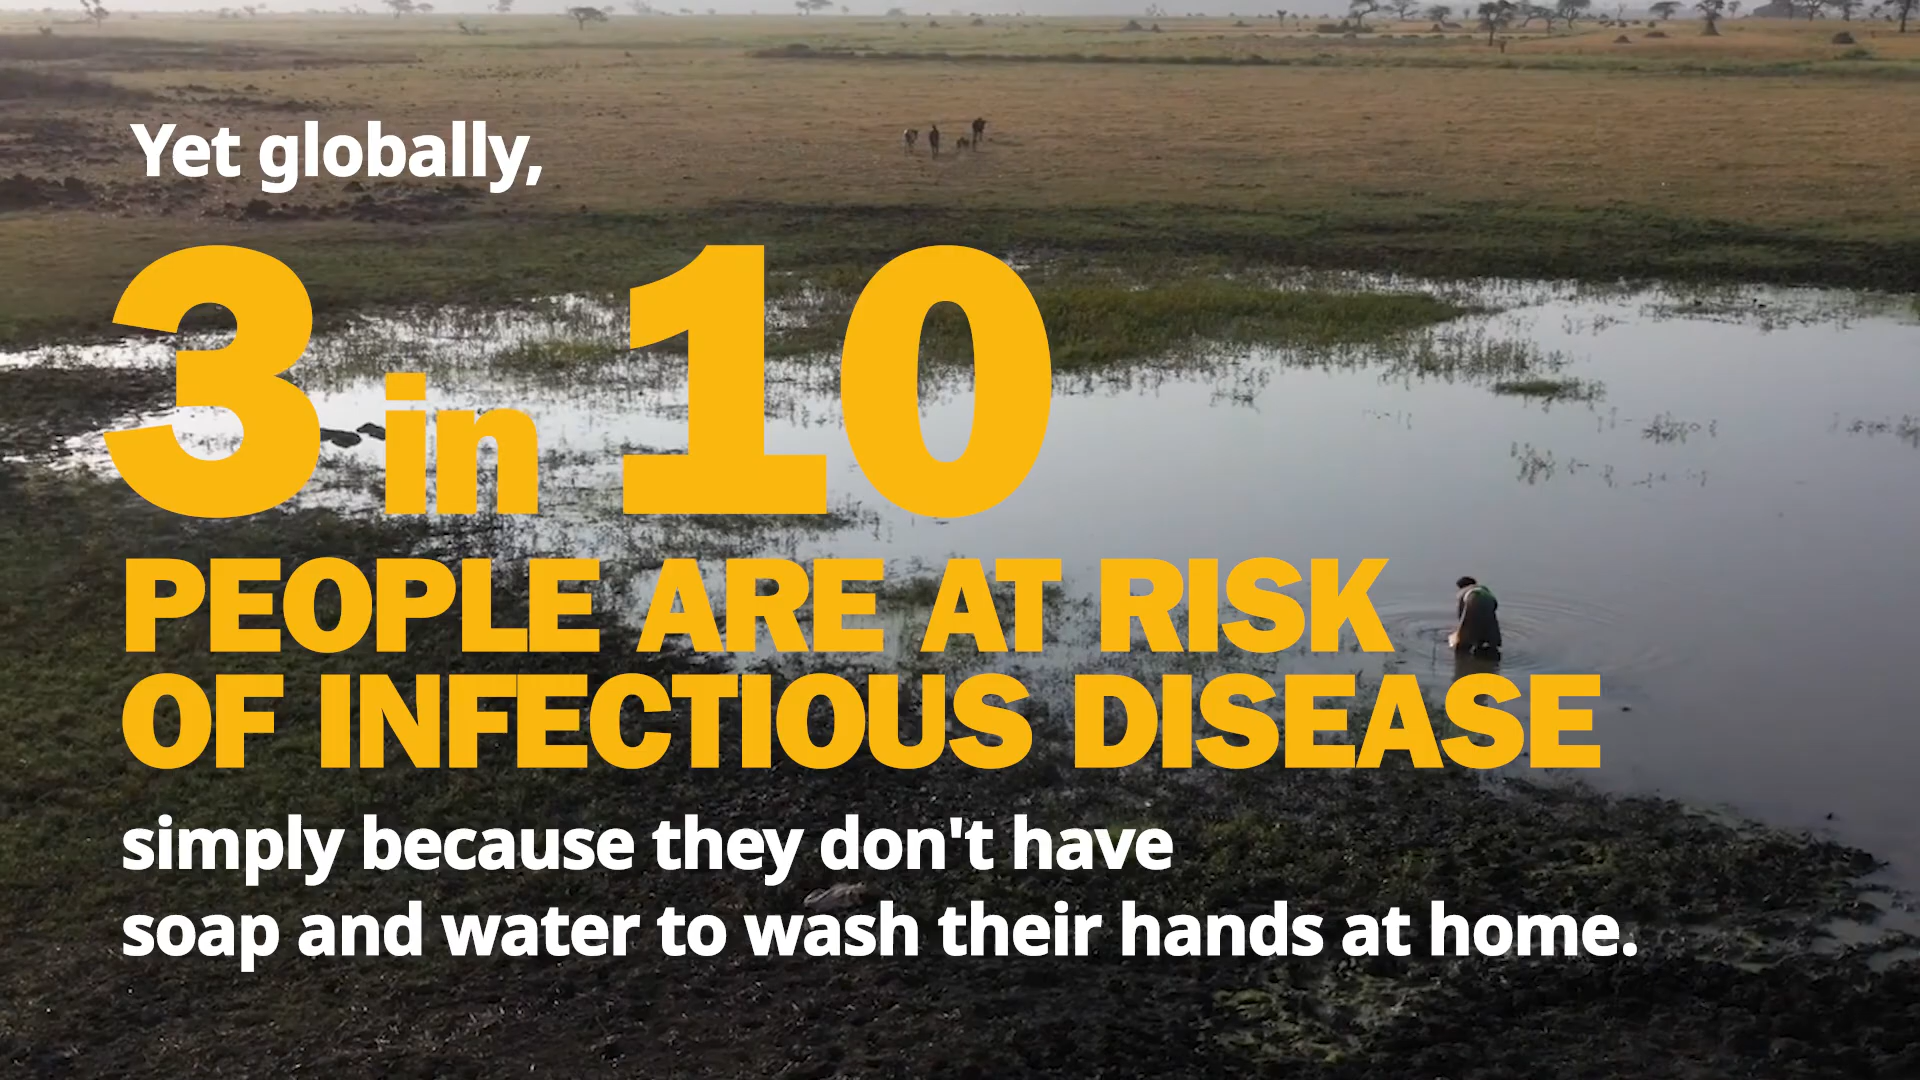 Yet globally,
3 in 10
PEOPLE ARE AT RISK
OF INFECTIOUS DISEASE
simply because they don't have
soap and water to wash their hands at home.